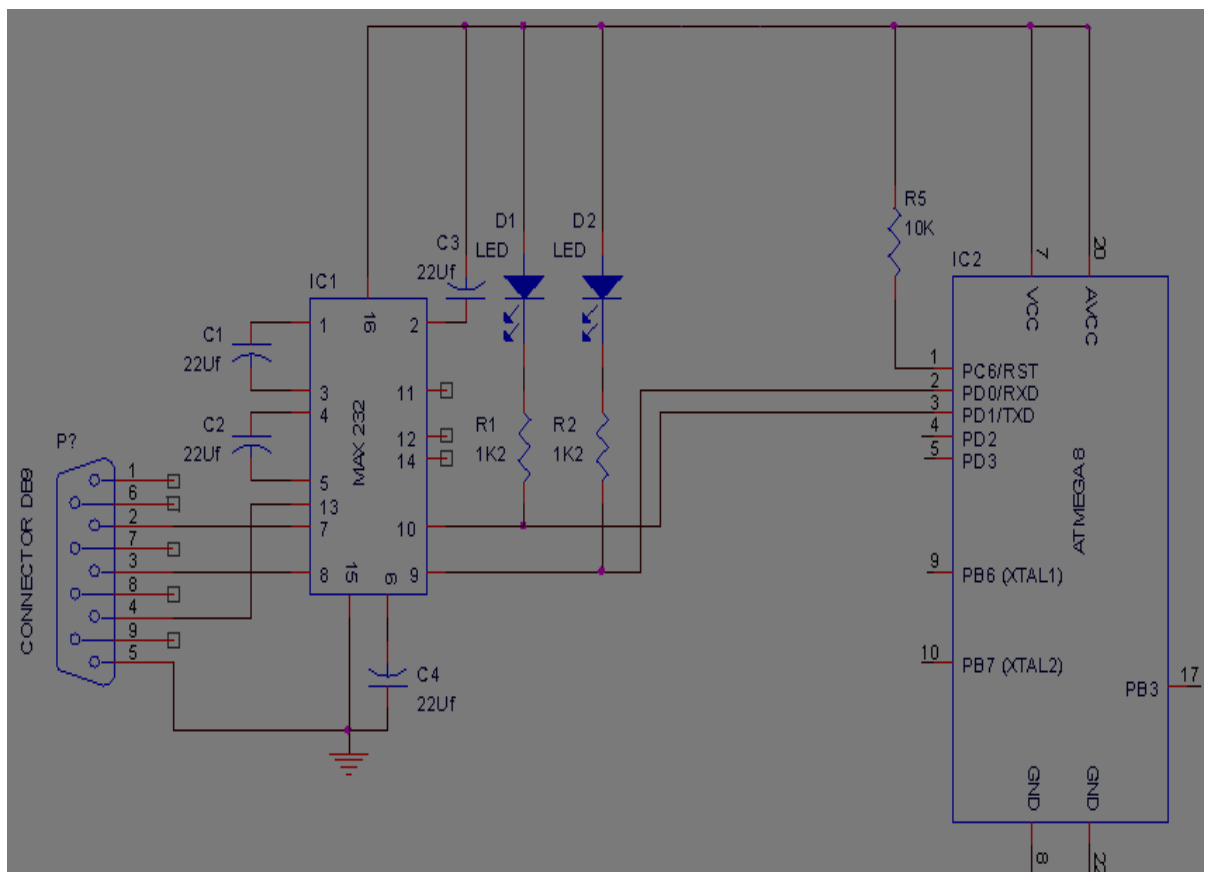 R5
10K
D1
LED
D2
LED
C3
22Uf
IC1
IC2
7
20
VCC
AVCC
C1
22Uf
1
16
2
3
11
4
12
14
5
13
7
10
8
15
6
9
MAX 232
C2
22Uf
R1
1K2
R2
1K2
1
PC6/RST
2
PD0/RXD
3
PD1/TXD
4
PD2
5
PD3
ATMEGA8
9
PB6 (XTAL1)
10
PB7 (XTAL2)
PB3
17
GND
GND
8
22
P?
CONNECTOR DB9
1
6
2
7
3
8
4
9
5
C4
22Uf